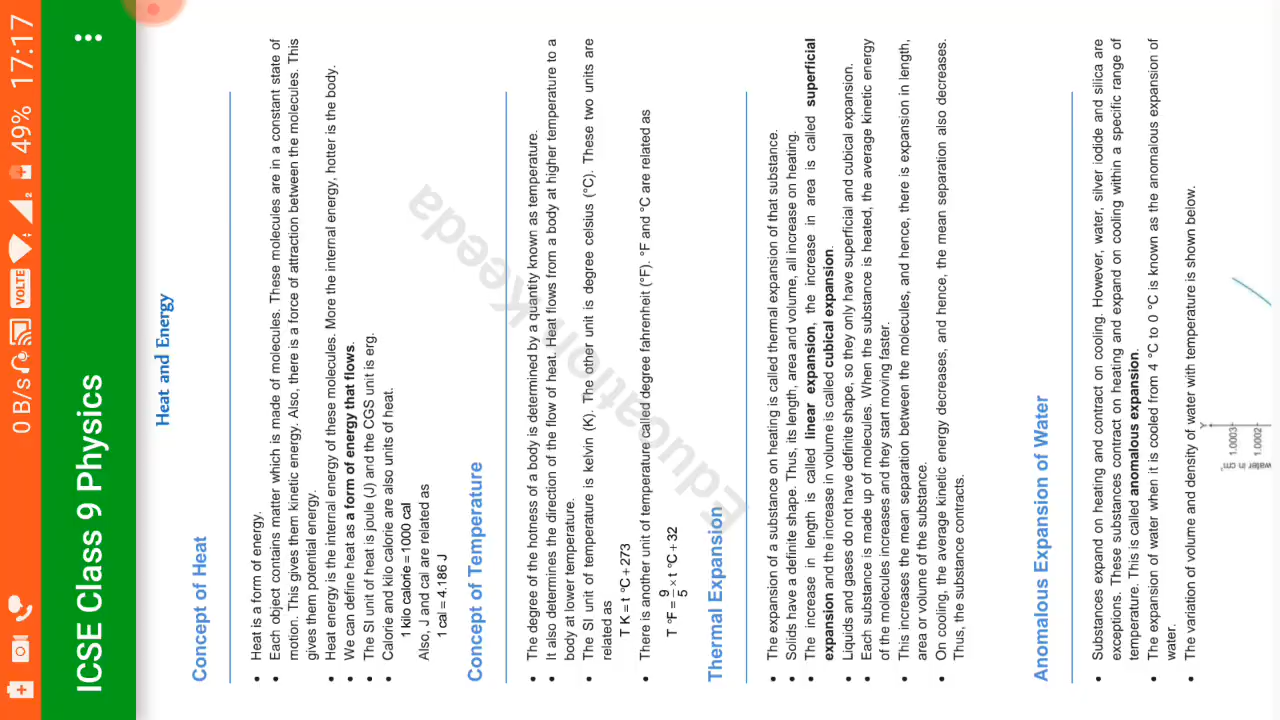 0 B/s VOLTE 2 49% 17:17
ICSE Class 9 Physics
Heat and Energy
Concept of Heat
• Heat is a form of energy.
• Each object contains matter which is made of molecules. These molecules are in a constant state of
motion. This gives them kinetic energy. Also, there is a force of attraction between the molecules. This
gives them potential energy.
• Heat energy is the internal energy of these molecules. More the internal energy, hotter is the body.
• We can define heat as a form of energy that flows.
• The SI unit of heat is joule (J) and the CGS unit is erg.
• Calorie and kilo calorie are also units of heat.
1 kilo calorie = 1000 cal
Also, J and cal are related as
1 cal = 4.186 J
Concept of Temperature
• The degree of the hotness of a body is determined by a quantity known as temperature.
• It also determines the direction of the flow of heat. Heat flows from a body at higher temperature to a
body at lower temperature.
• The SI unit of temperature is kelvin (K). The other unit is degree celsius (°C). These two units are
related as
T K = t °C + 273
• There is another unit of temperature called degree fahrenheit (°F). °F and °C are related as
T °F = 9/5 × t °C + 32
Thermal Expansion
• The expansion of a substance on heating is called thermal expansion of that substance.
• Solids have a definite shape. Thus, its length, area and volume, all increase on heating.
• The increase in length is called linear expansion, the increase in area is called superficial
expansion and the increase in volume is called cubical expansion.
• Liquids and gases do not have definite shape, so they only have superficial and cubical expansion.
• Each substance is made up of molecules. When the substance is heated, the average kinetic energy
of the molecules increases and they start moving faster.
• This increases the mean separation between the molecules, and hence, there is expansion in length,
area or volume of the substance.
• On cooling, the average kinetic energy decreases, and hence, the mean separation also decreases.
Thus, the substance contracts.
Anomalous Expansion of Water
• Substances expand on heating and contract on cooling. However, water, silver iodide and silica are
exceptions. These substances contract on heating and expand on cooling within a specific range of
temperature. This is called anomalous expansion.
• The expansion of water when it is cooled from 4 °C to 0 °C is known as the anomalous expansion of
water.
• The variation of volume and density of water with temperature is shown below.
Y
1.0003
1.0002
water in cm
Education Keeda